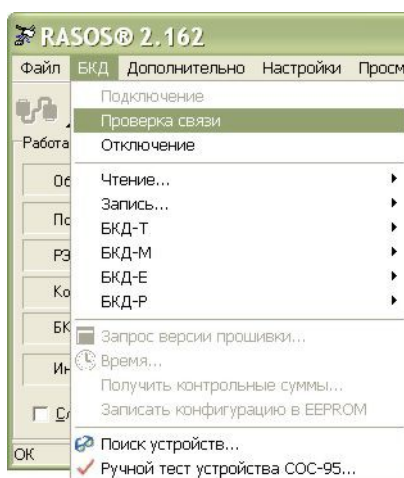 RASOS® 2.162
Файл БКД Дополнительно Настройки Просм
Подключение
Проверка связи
Работа
Отключение
Об
Чтение...
Запись...
По
БКД-Т
БКД-М
РЭ
БКД-Е
Ко
БКД-Р
БК
Запрос версии прошивки...
Время...
Ин
Получить контрольные суммы...
Записать конфигурацию в EEPROM
Сл
Поиск устройств...
ОК
Ручной тест устройства СОС-95...